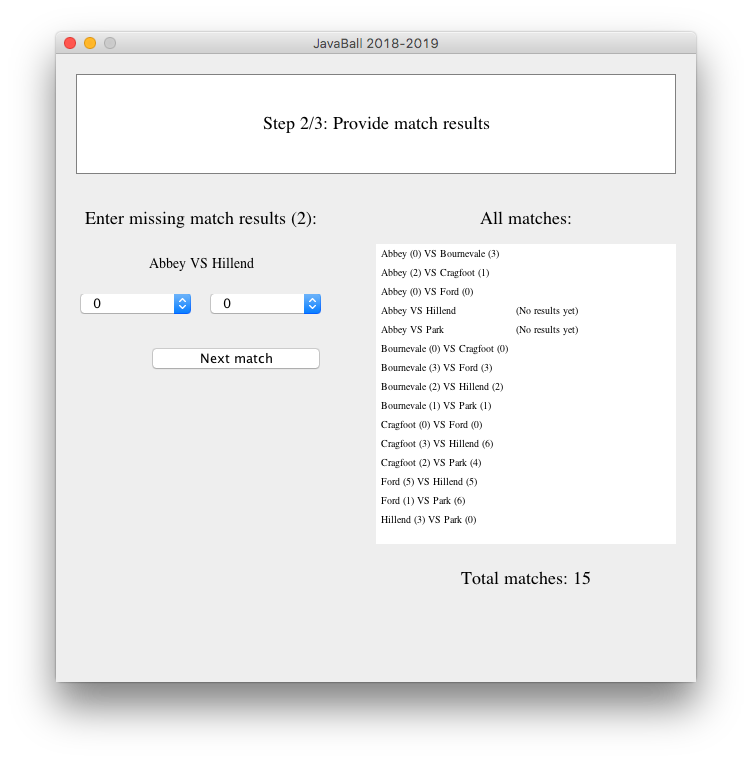 JavaBall 2018-2019
Step 2/3: Provide match results
Enter missing match results (2):
Abbey VS Hillend
0 0
Next match
All matches:
Abbey (0) VS Bournevale (3)
Abbey (2) VS Cragfoot (1)
Abbey (0) VS Ford (0)
Abbey VS Hillend (No results yet)
Abbey VS Park (No results yet)
Bournevale (0) VS Cragfoot (0)
Bournevale (3) VS Ford (3)
Bournevale (2) VS Hillend (2)
Bournevale (1) VS Park (1)
Cragfoot (0) VS Ford (0)
Cragfoot (3) VS Hillend (6)
Cragfoot (2) VS Park (4)
Ford (5) VS Hillend (5)
Ford (1) VS Park (6)
Hillend (3) VS Park (0)
Total matches: 15